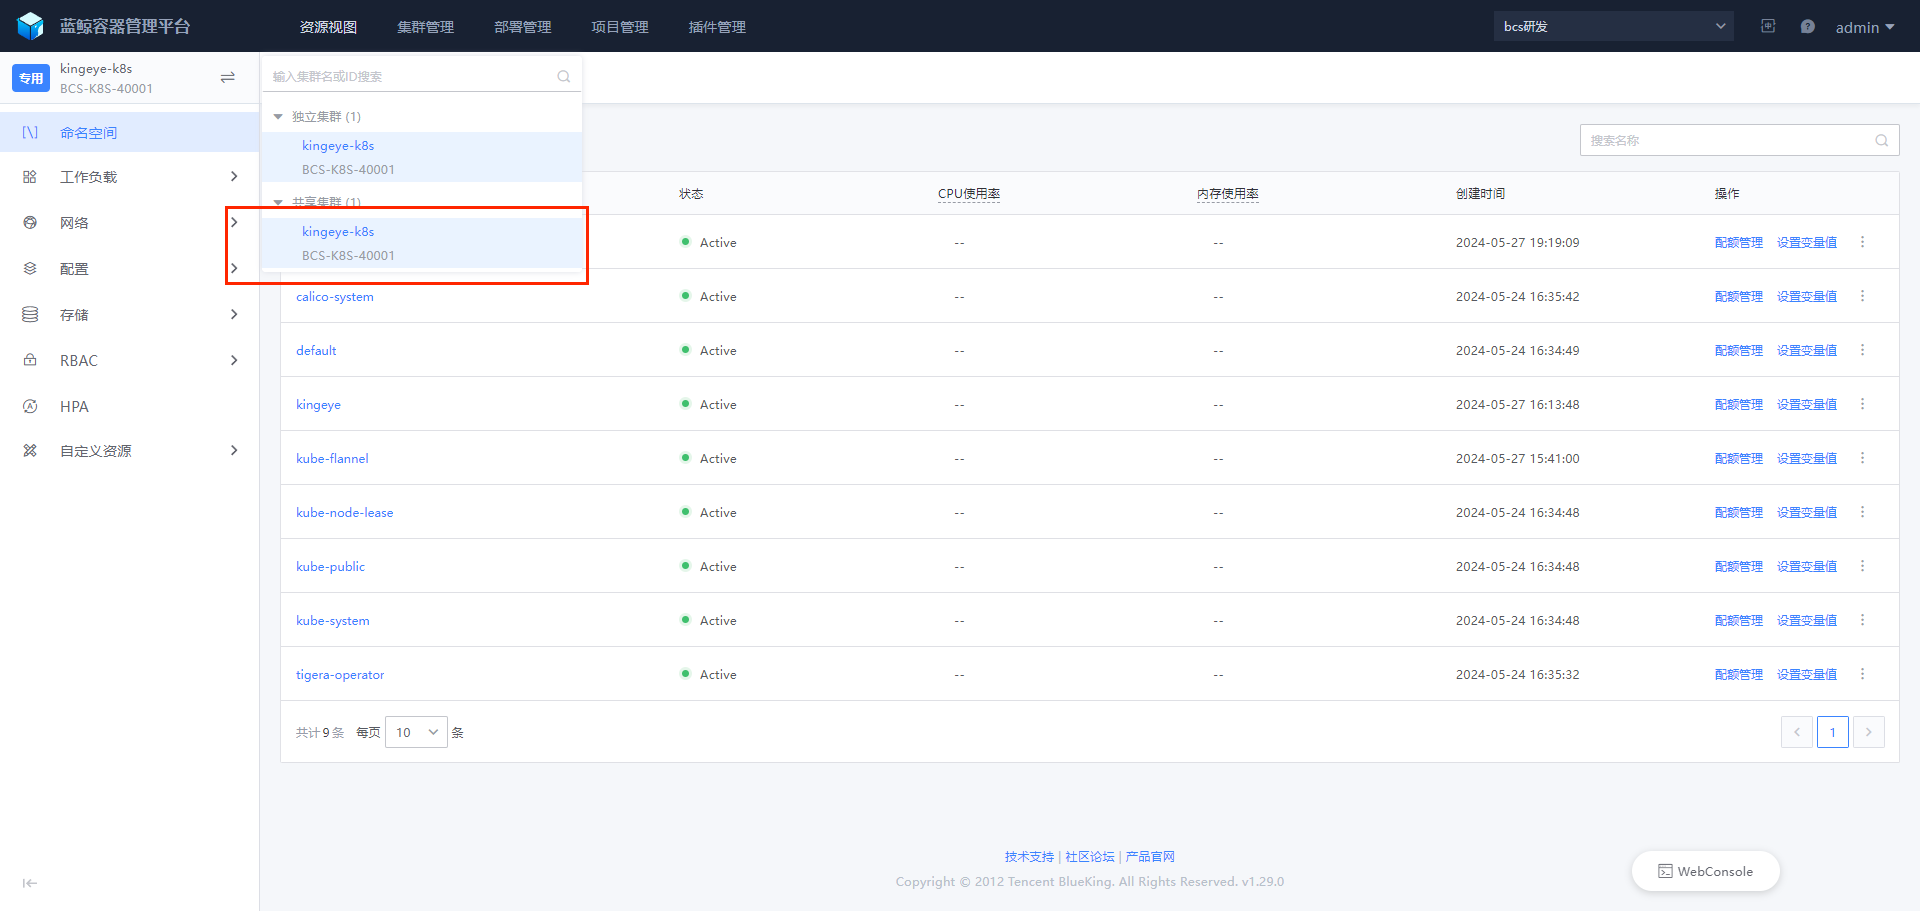 蓝鲸容器管理平台
资源视图 集群管理 部署管理 项目管理 插件管理 bcs研发 admin
专用 kingeye-k8s
BCS-K8S-40001
命名空间
工作负载
网络
配置
存储
RBAC
HPA
自定义资源
输入集群名或ID搜索
独立集群 (1)
kingeye-k8s
BCS-K8S-40001
共享集群 (1)
kingeye-k8s
BCS-K8S-40001
搜索名称
状态 CPU使用率 内存使用率 创建时间 操作
Active -- -- 2024-05-27 19:19:09 配额管理 设置变量值
calico-system Active -- -- 2024-05-24 16:35:42 配额管理 设置变量值
default Active -- -- 2024-05-24 16:34:49 配额管理 设置变量值
kingeye Active -- -- 2024-05-27 16:13:48 配额管理 设置变量值
kube-flannel Active -- -- 2024-05-27 15:41:00 配额管理 设置变量值
kube-node-lease Active -- -- 2024-05-24 16:34:48 配额管理 设置变量值
kube-public Active -- -- 2024-05-24 16:34:48 配额管理 设置变量值
kube-system Active -- -- 2024-05-24 16:34:48 配额管理 设置变量值
tigera-operator Active -- -- 2024-05-24 16:35:32 配额管理 设置变量值
共计 9 条 每页 10 条 1
技术支持 | 社区论坛 | 产品官网
Copyright © 2012 Tencent BlueKing. All Rights Reserved. v1.29.0
WebConsole